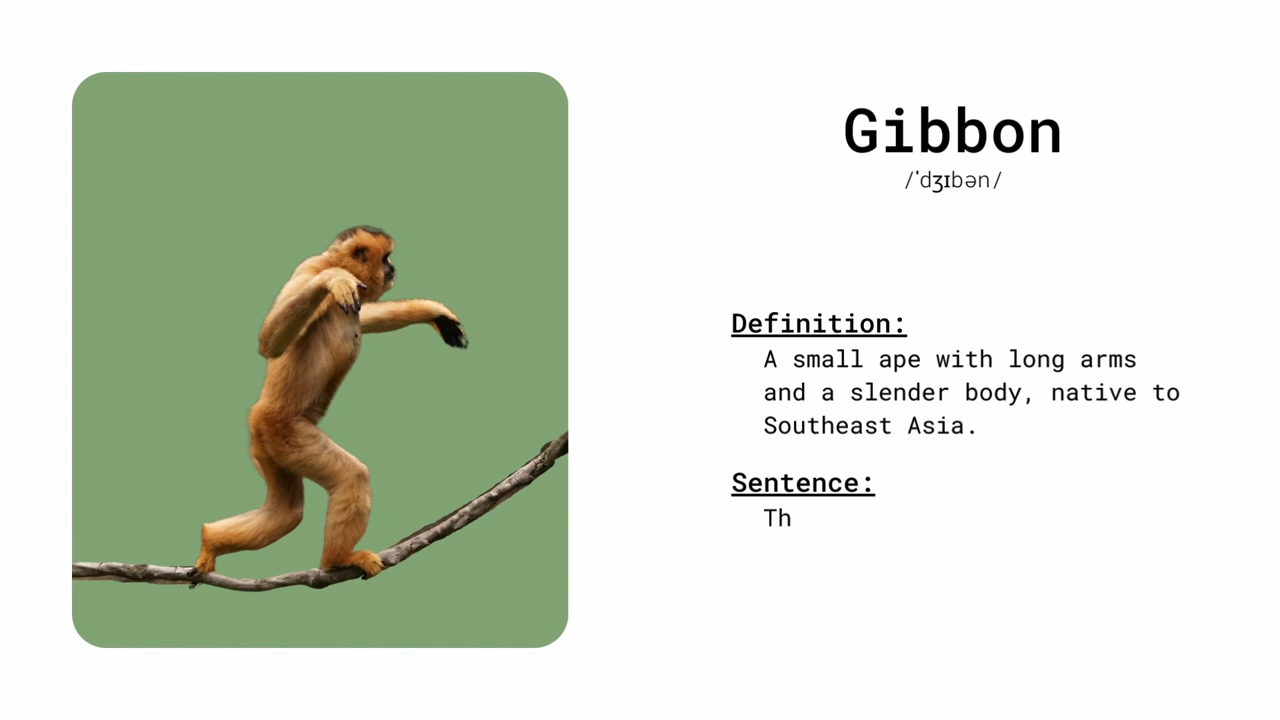 Gibbon
/ˈdʒɪbən/
Definition:
A small ape with long arms
and a slender body, native to
Southeast Asia.
Sentence:
Th